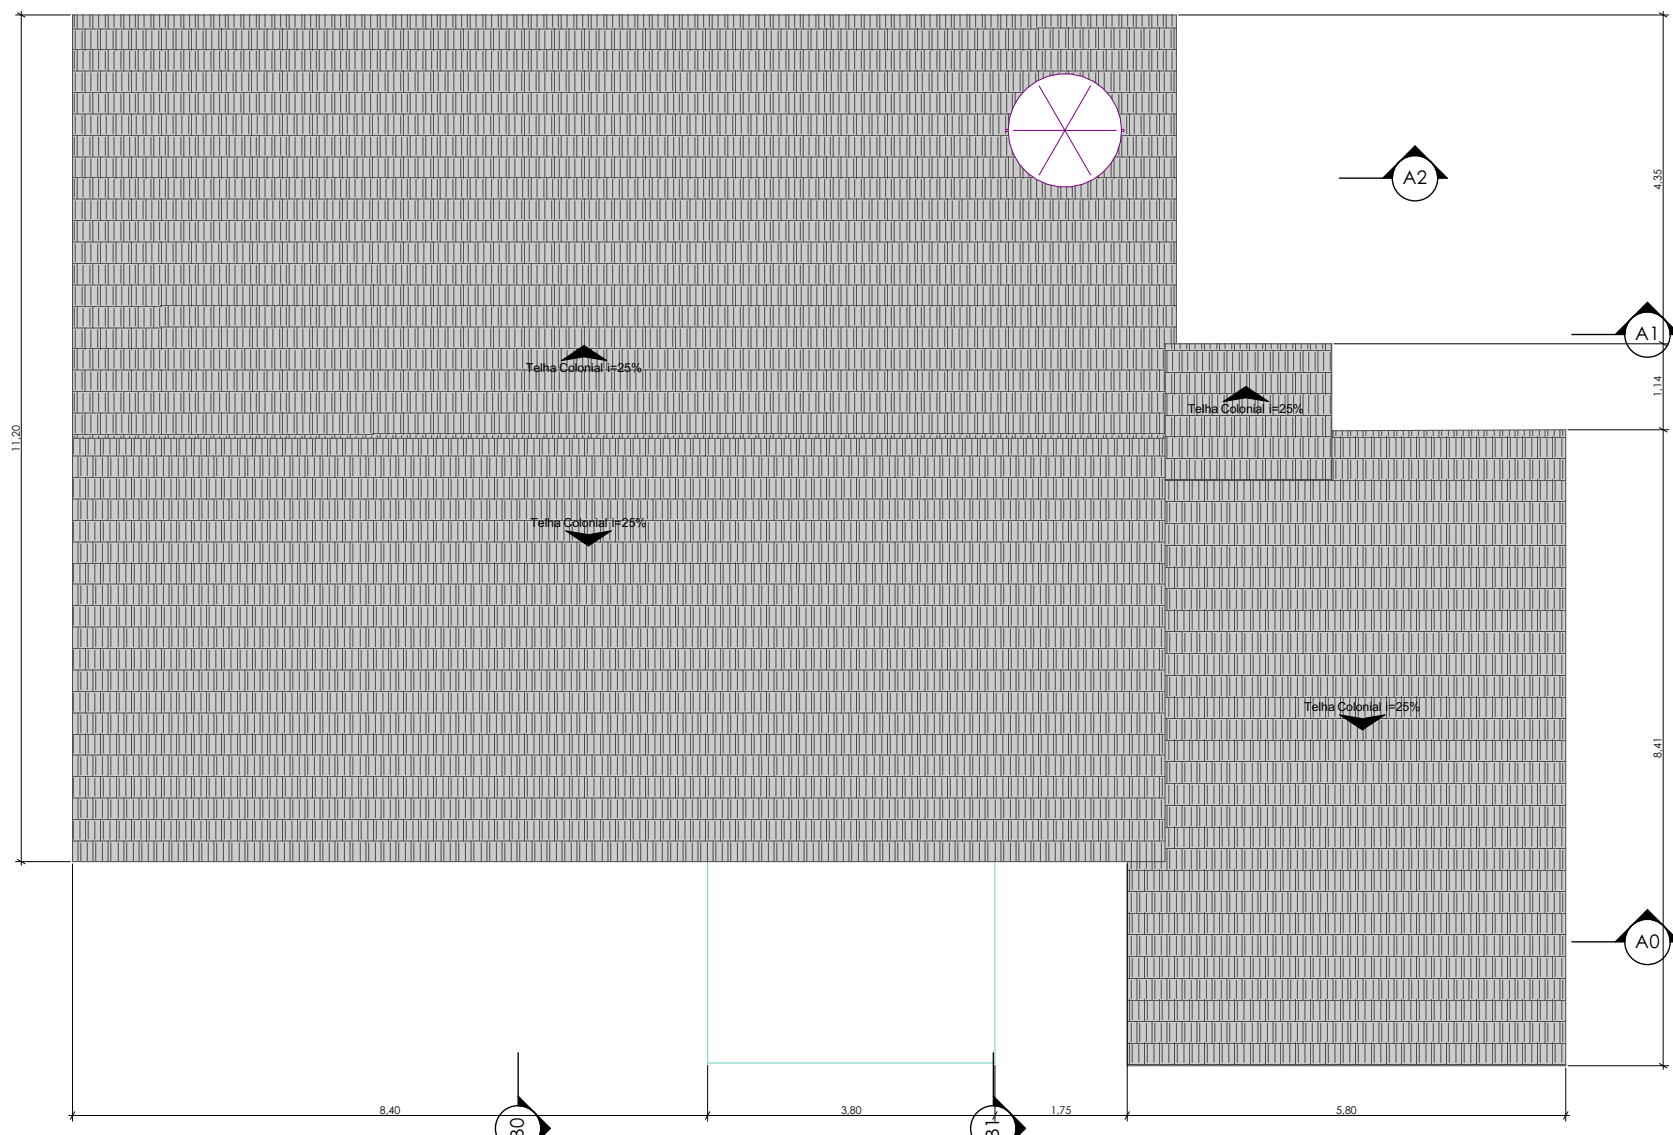 A2
4,35
A1
Telha Colonial i=25%
1,14
Telha Colonial i=25%
11,20
Telha Colonial i=25%
Telha Colonial i=25%
8,41
A0
8,40
3,80
1,75
5,80
B0
B1